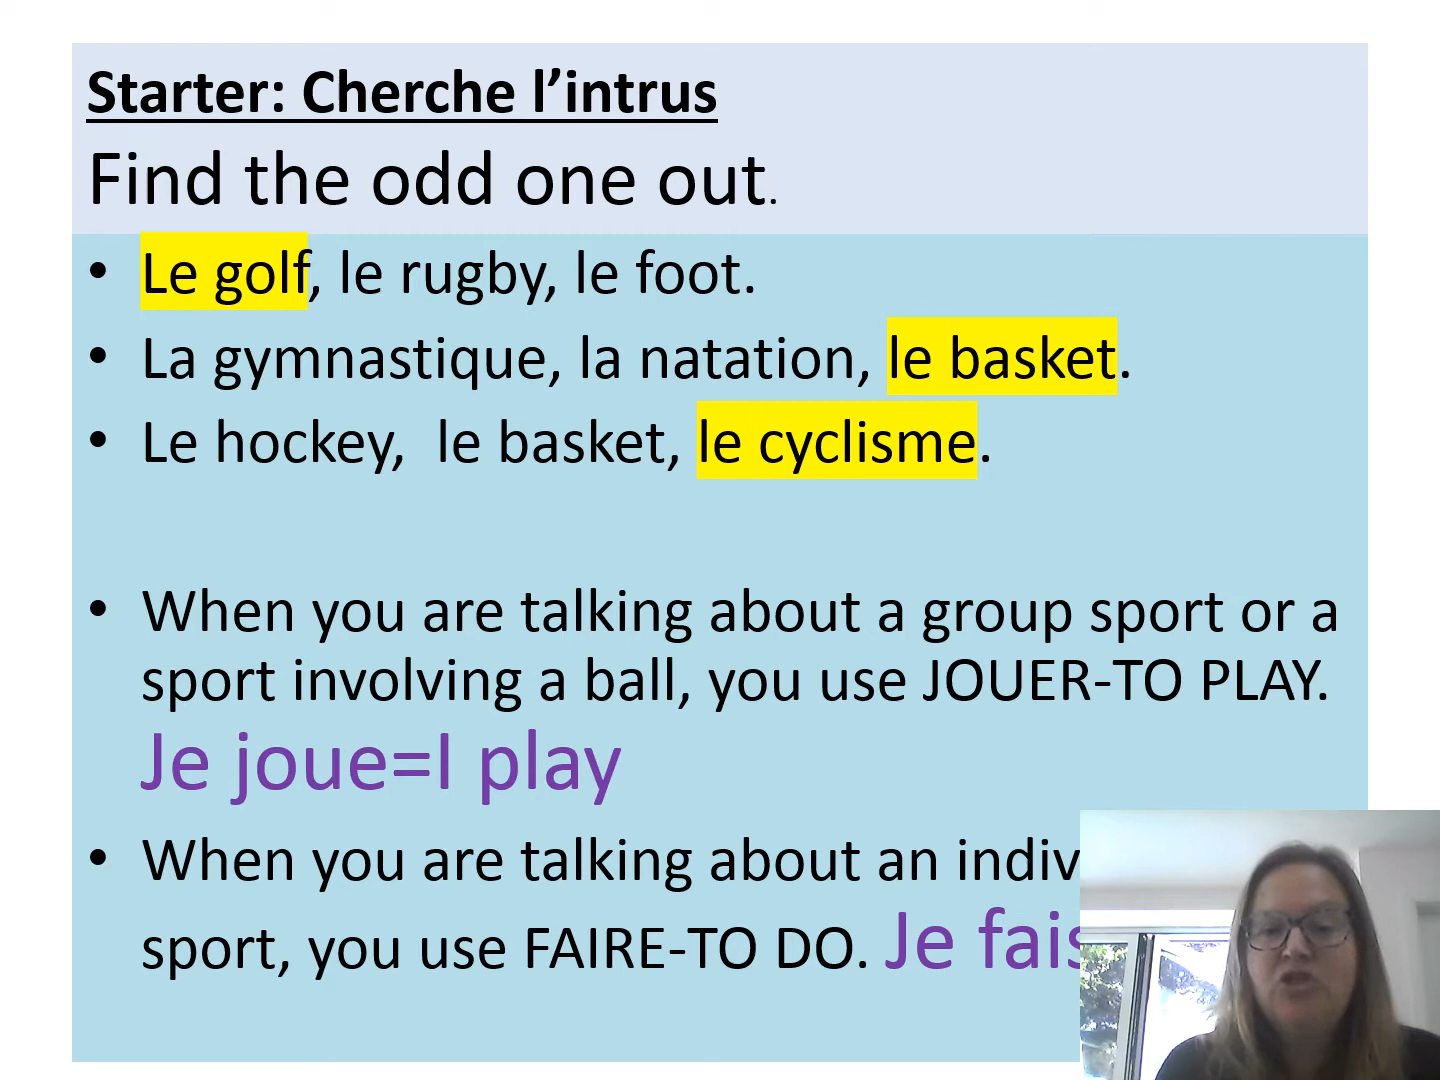 Starter: Cherche l’intrus
Find the odd one out.
• Le golf, le rugby, le foot.
• La gymnastique, la natation, le basket.
• Le hockey,  le basket, le cyclisme.
• When you are talking about a group sport or a
sport involving a ball, you use JOUER-TO PLAY.
Je joue=I play
• When you are talking about an
sport, you use FAIRE-TO DO. Je fais